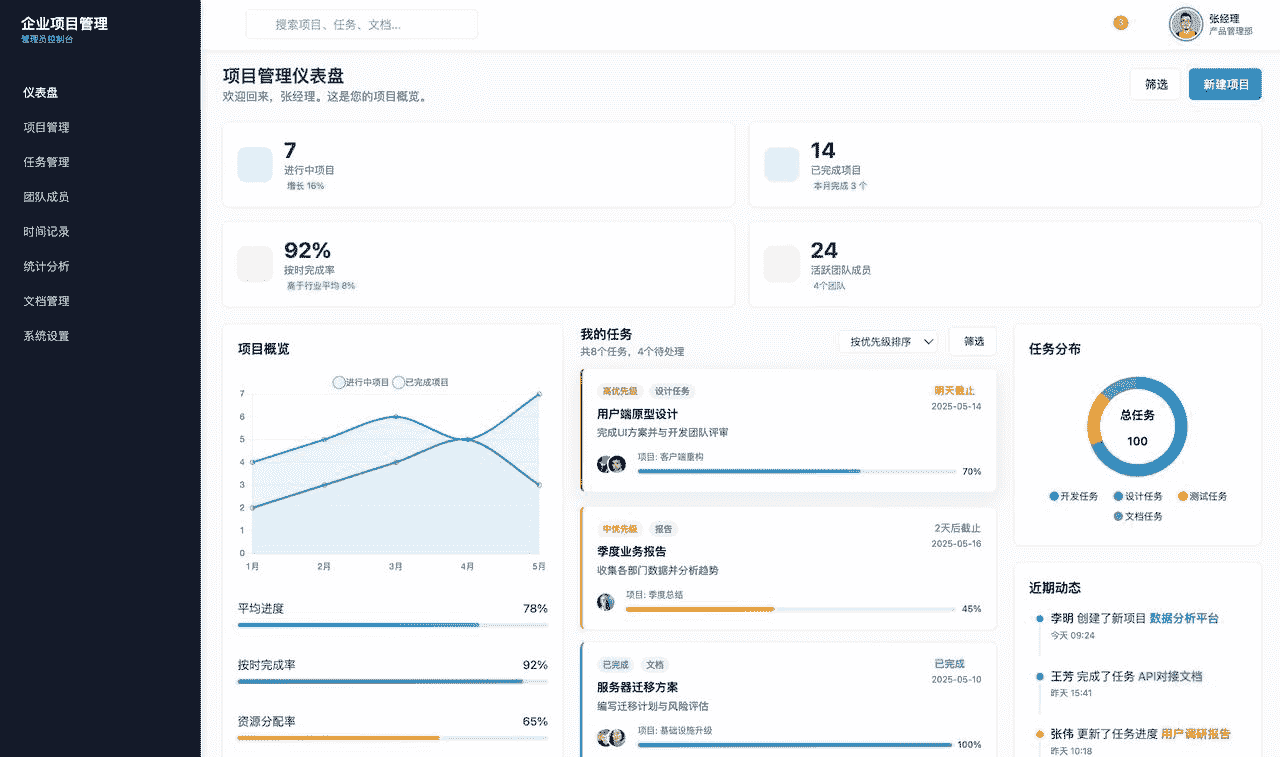 企业项目管理
管理员控制台
仪表盘
项目管理
任务管理
团队成员
时间记录
统计分析
文档管理
系统设置
搜索项目、任务、文档...
3
张经理
产品管理部
项目管理仪表盘
欢迎回来，张经理。这是您的项目概览。
筛选
新建项目
7
进行中项目
增长 16%
14
已完成项目
本月完成 3 个
92%
按时完成率
高于行业平均 8%
24
活跃团队成员
4个团队
项目概览
进行中项目 已完成项目
7
6
5
4
3
2
1
0
1月 2月 3月 4月 5月
平均进度 78%
按时完成率 92%
资源分配率 65%
我的任务
共8个任务，4个待处理
按优先级排序
筛选
高优先级 设计任务 明天截止
2025-05-14
用户端原型设计
完成UI方案并与开发团队评审
项目: 客户端重构
70%
中优先级 报告 2天后截止
2025-05-16
季度业务报告
收集各部门数据并分析趋势
项目: 季度总结
45%
已完成 文档 已完成
2025-05-10
服务器迁移方案
编写迁移计划与风险评估
项目: 基础设施升级
100%
任务分布
总任务
100
开发任务 设计任务 测试任务
文档任务
近期动态
李明 创建了新项目 数据分析平台
今天 09:24
王芳 完成了任务 API对接文档
昨天 15:41
张伟 更新了任务进度 用户调研报告
昨天 10:18